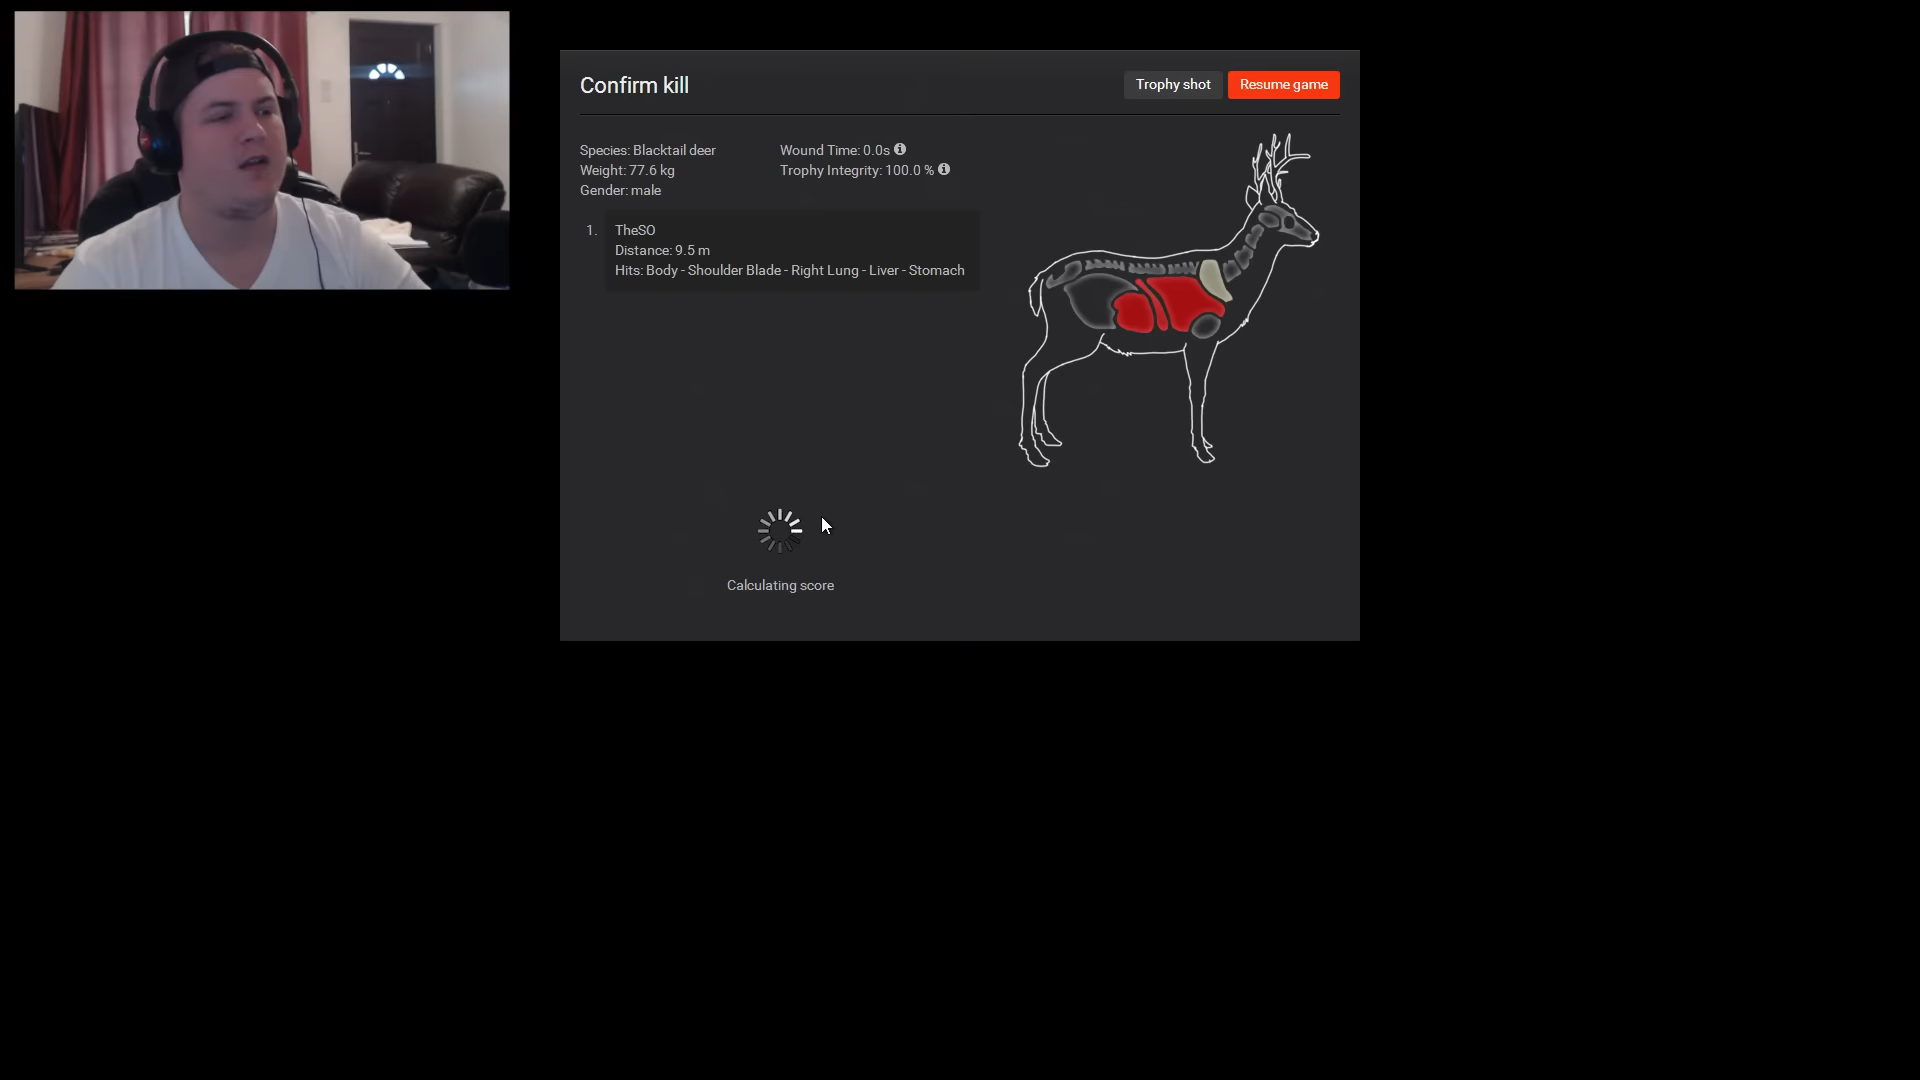 Confirm kill
Trophy shot
Resume game
Species: Blacktail deer
Weight: 77.6 kg
Gender: male
Wound Time: 0.0s
Trophy Integrity: 100.0 %
1. TheSO
Distance: 9.5 m
Hits: Body - Shoulder Blade - Right Lung - Liver - Stomach
Calculating score